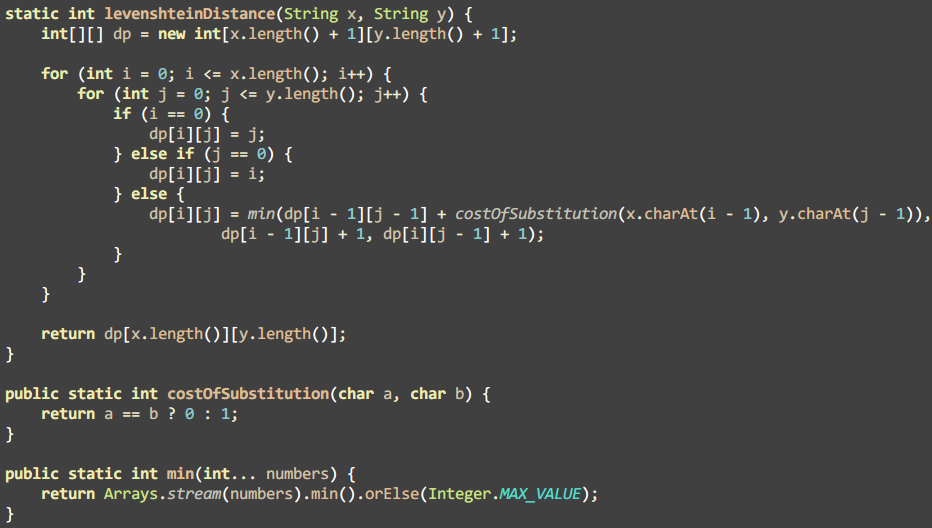 static int levenshteinDistance(String x, String y) {
    int[][] dp = new int[x.length() + 1][y.length() + 1];

    for (int i = 0; i <= x.length(); i++) {
        for (int j = 0; j <= y.length(); j++) {
            if (i == 0) {
                dp[i][j] = j;
            } else if (j == 0) {
                dp[i][j] = i;
            } else {
                dp[i][j] = min(dp[i - 1][j - 1] + costOfSubstitution(x.charAt(i - 1), y.charAt(j - 1)),
                        dp[i - 1][j] + 1, dp[i][j - 1] + 1);
            }
        }
    }

    return dp[x.length()][y.length()];
}

public static int costOfSubstitution(char a, char b) {
    return a == b ? 0 : 1;
}

public static int min(int... numbers) {
    return Arrays.stream(numbers).min().orElse(Integer.MAX_VALUE);
}